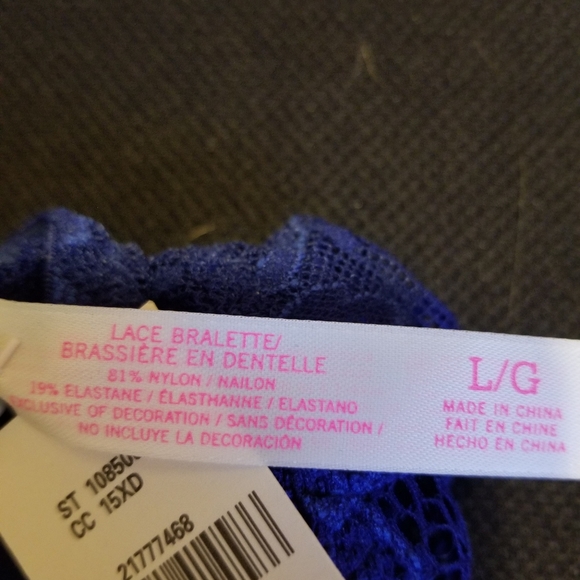 LACE BRALETTE/
BRASSIÈRE EN DENTELLE
81% NYLON / NAILON
19% ELASTANE / ÉLASTHANNE / ELASTANO
EXCLUSIVE OF DECORATION / SANS DÉCORATION /
NO INCLUYE LA DECORACIÓN
L/G
MADE IN CHINA
FAIT EN CHINE
HECHO EN CHINA
ST
CC 15XD
21777468